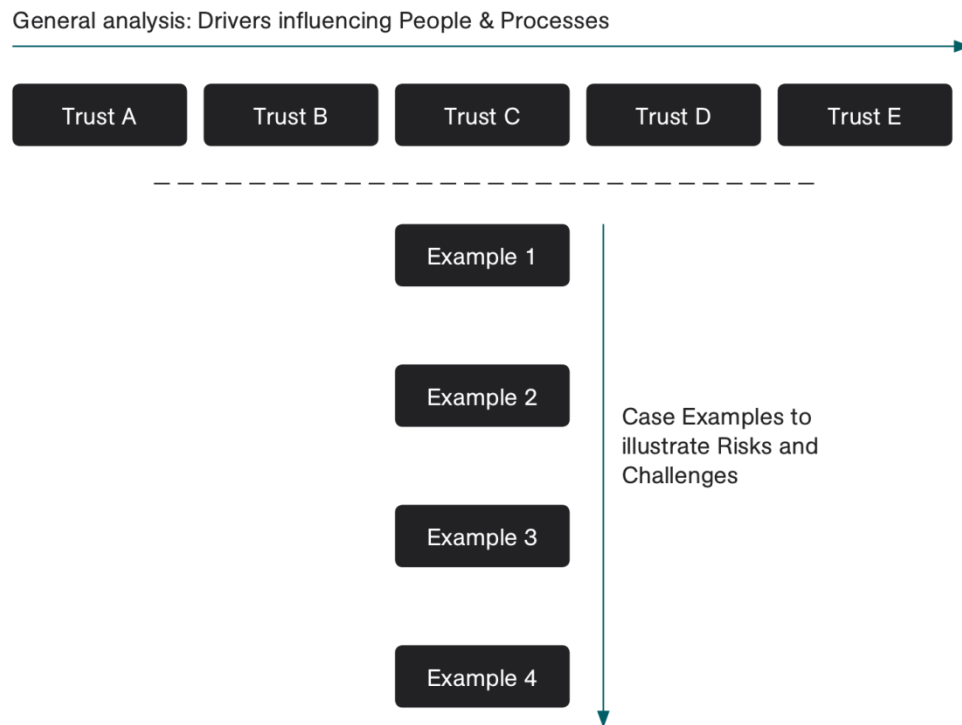 General analysis: Drivers influencing People & Processes
Trust A
Trust B
Trust C
Trust D
Trust E
Example 1
Example 2
Case Examples to
illustrate Risks and
Challenges
Example 3
Example 4